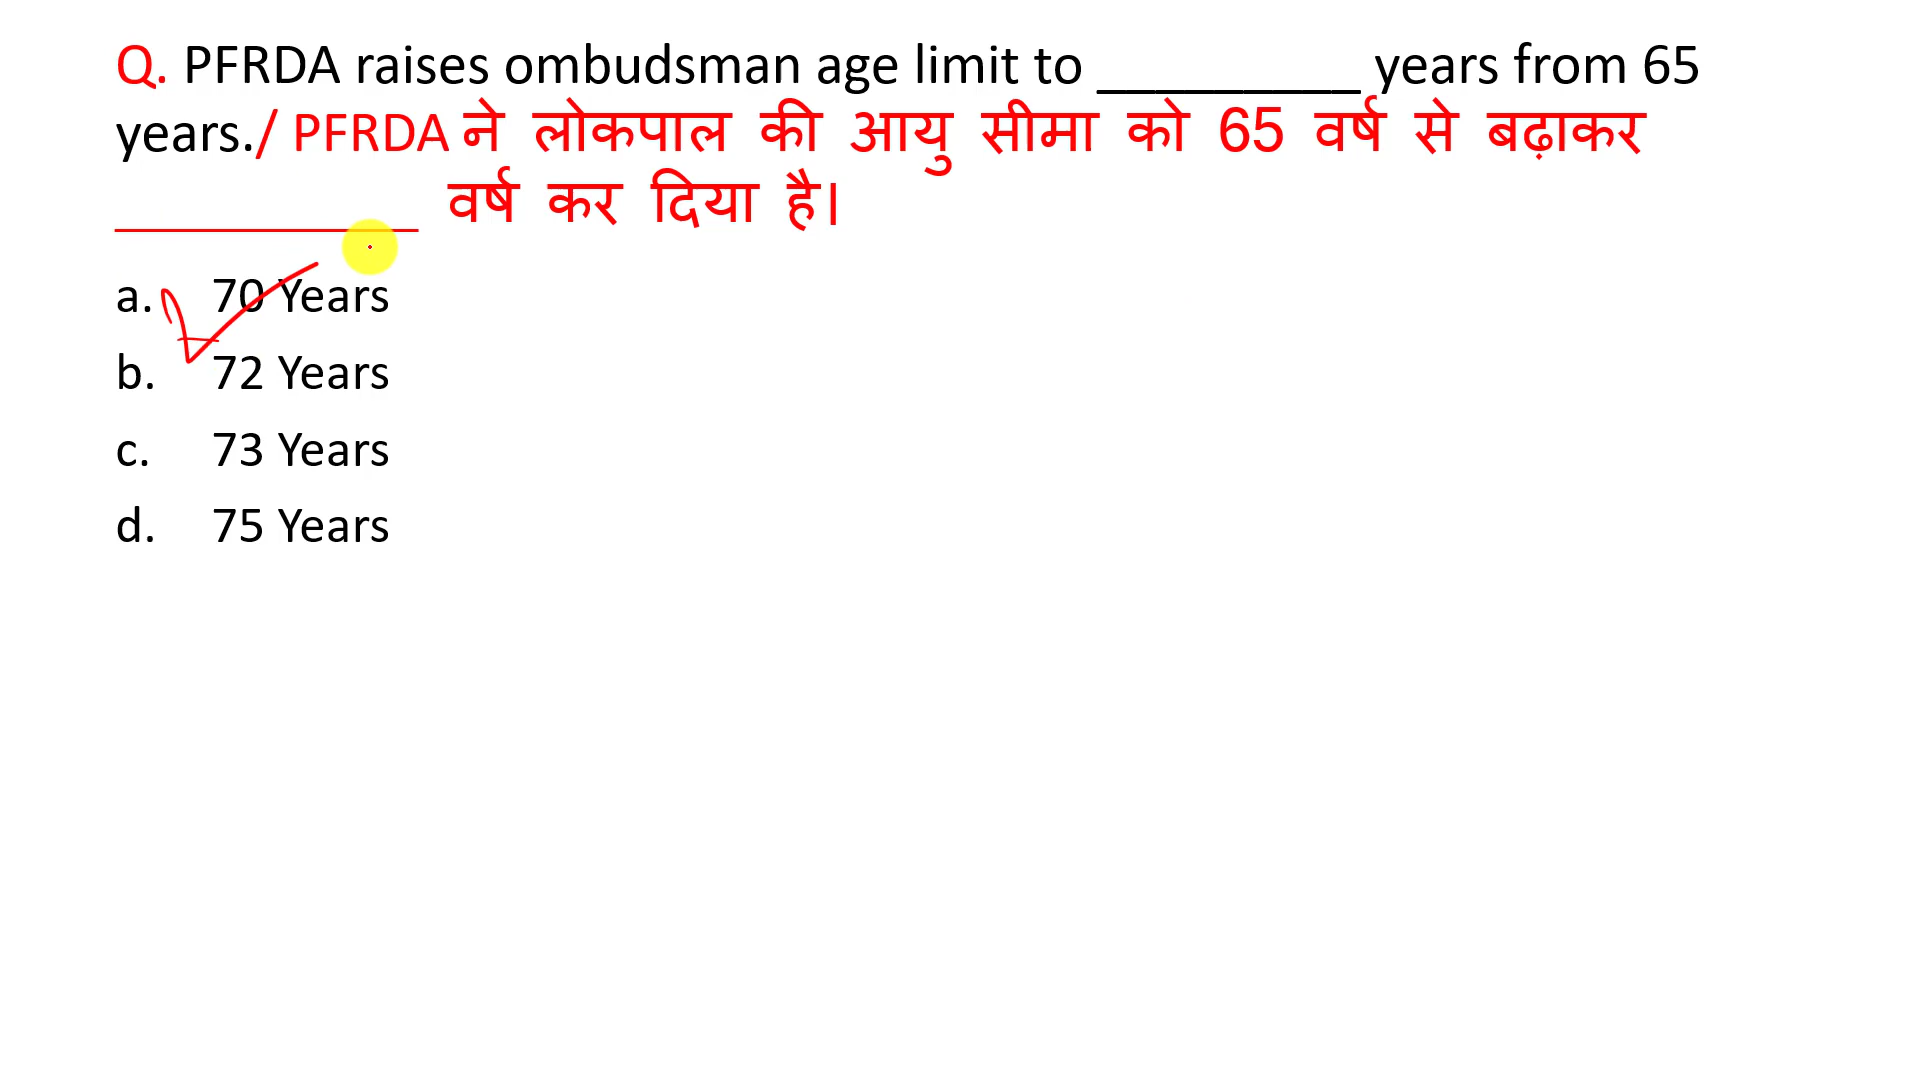 Q. PFRDA raises ombudsman age limit to __________ years from 65
years./ PFRDA ने लोकपाल की आयु सीमा को 65 वर्ष से बढ़ाकर
__________ वर्ष कर दिया है।
a. 70 Years
b. 72 Years
c. 73 Years
d. 75 Years